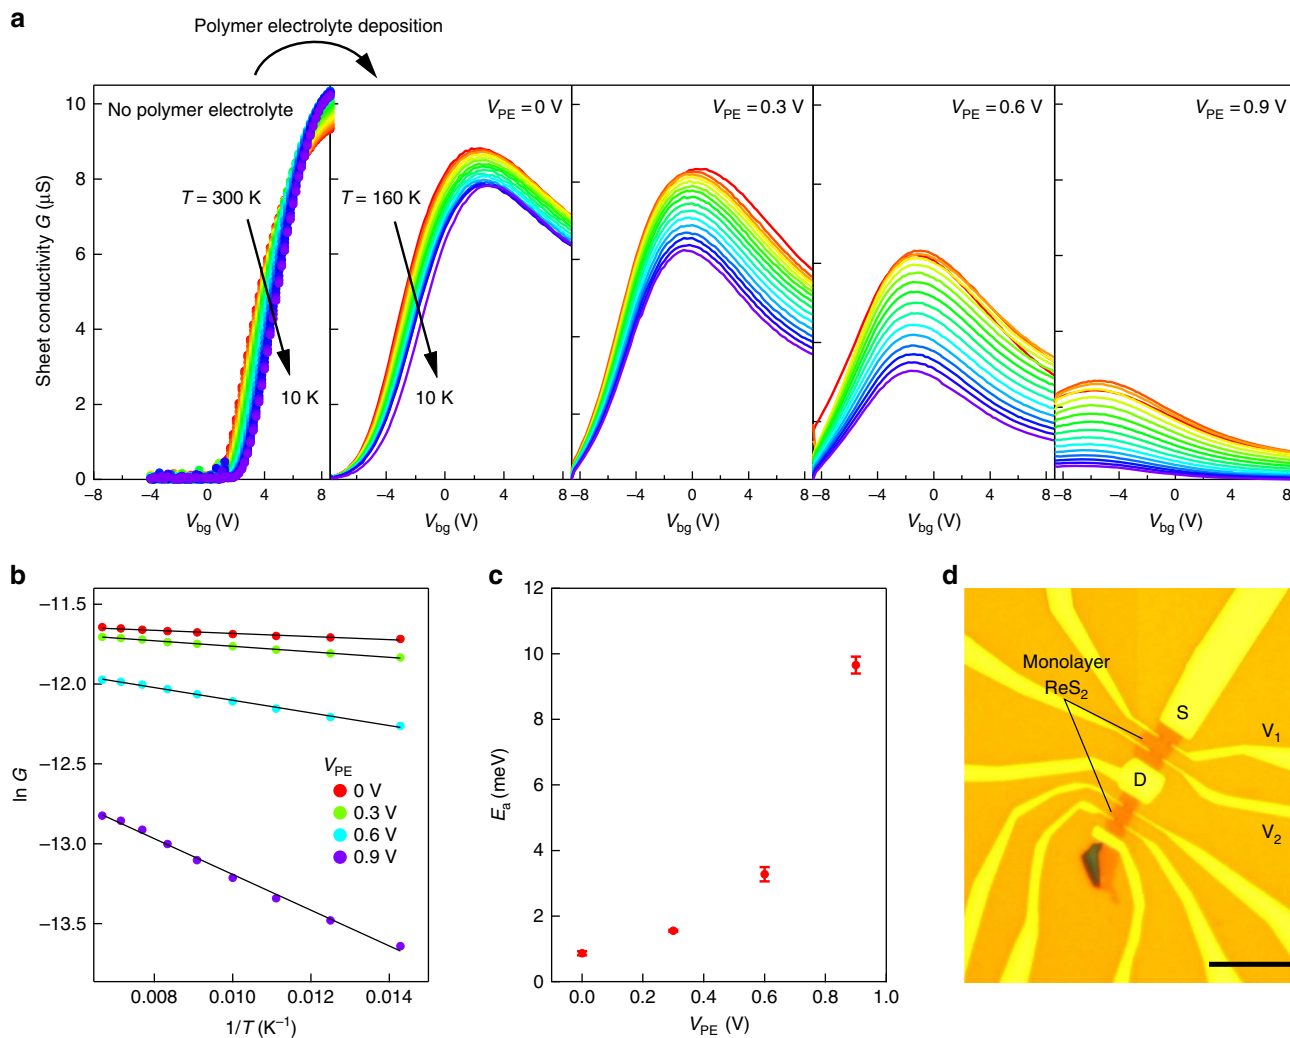 a
Polymer electrolyte deposition
No polymer electrolyte
V_PE = 0 V
V_PE = 0.3 V
V_PE = 0.6 V
V_PE = 0.9 V
T = 300 K
10 K
T = 160 K
10 K
Sheet conductivity G (μS)
10
8
6
4
2
0
−8 −4 0 4 8
−4 0 4 8
−8 −4 0 4 8
−8 −4 0 4 8
−8 −4 0 4 8
V_bg (V)
V_bg (V)
V_bg (V)
V_bg (V)
V_bg (V)
b
ln G
−11.5
−12.0
−12.5
−13.0
−13.5
V_PE
0 V
0.3 V
0.6 V
0.9 V
0.008 0.010 0.012 0.014
1/T (K⁻¹)
c
E_a (meV)
12
10
8
6
4
2
0
0.0 0.2 0.4 0.6 0.8 1.0
V_PE (V)
d
Monolayer
ReS₂
S
D
V₁
V₂